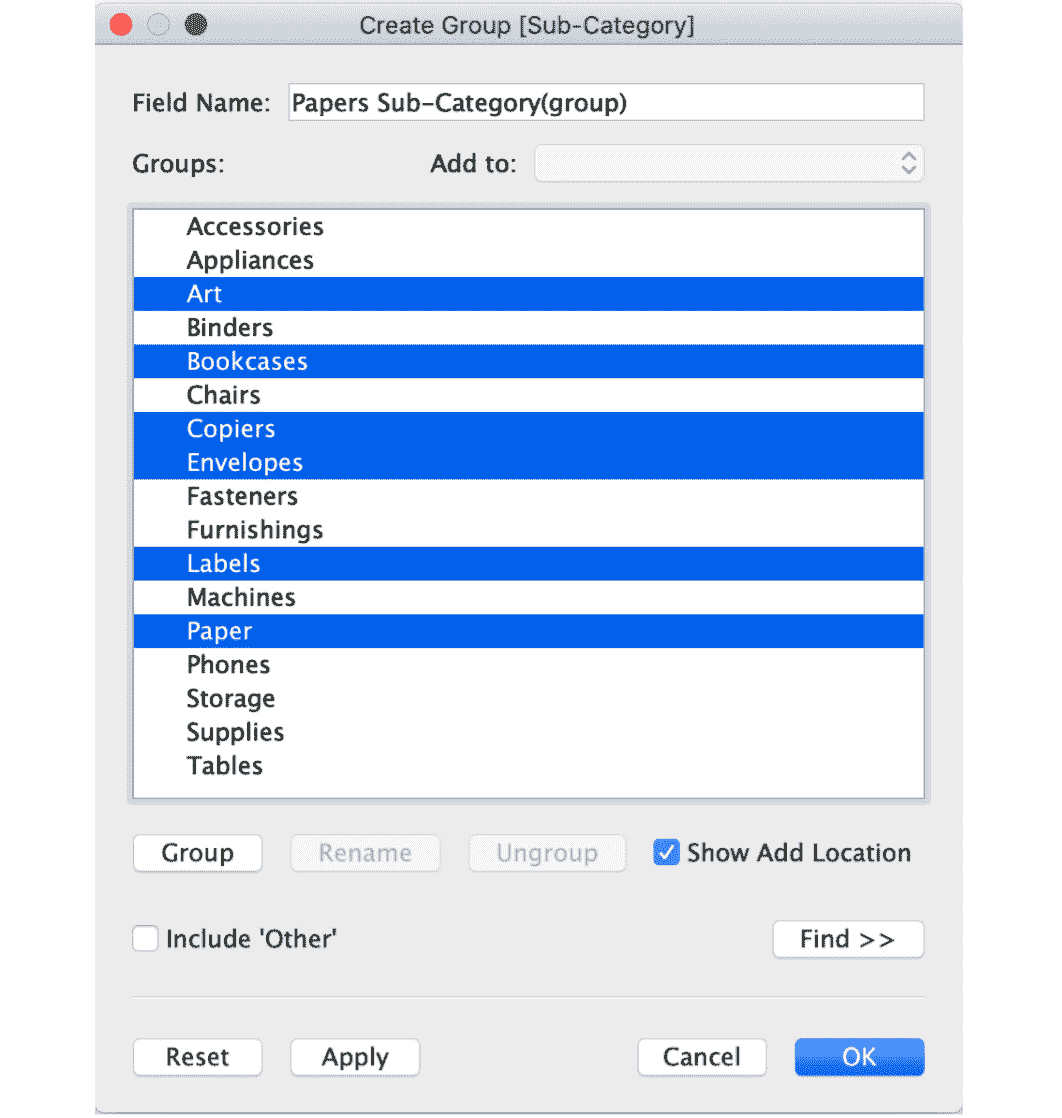 Create Group [Sub-Category]
Field Name: Papers Sub-Category(group)
Groups: Add to:
Accessories
Appliances
Art
Binders
Bookcases
Chairs
Copiers
Envelopes
Fasteners
Furnishings
Labels
Machines
Paper
Phones
Storage
Supplies
Tables
Group Rename Ungroup Show Add Location
Include 'Other' Find >>
Reset Apply Cancel OK